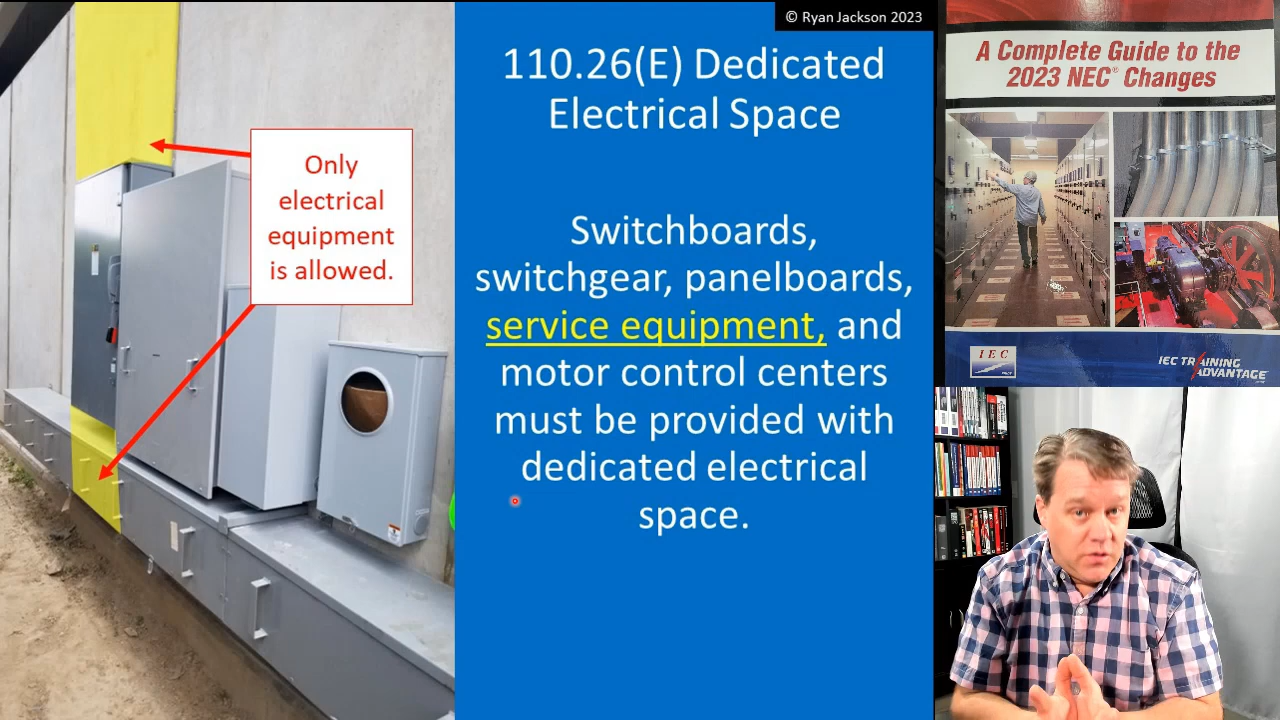 © Ryan Jackson 2023
110.26(E) Dedicated
Electrical Space
Only
electrical
equipment
is allowed.
Switchboards,
switchgear, panelboards,
service equipment, and
motor control centers
must be provided with
dedicated electrical
space.
A Complete Guide to the
2023 NEC® Changes
IEC
IEC TRAINING
ADVANTAGE